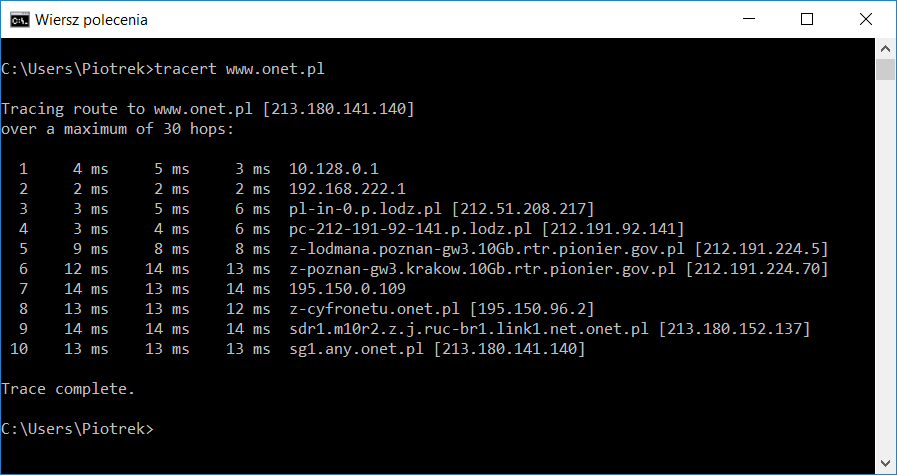 Wiersz polecenia
C:\Users\Piotrek>tracert www.onet.pl
Tracing route to www.onet.pl [213.180.141.140]
over a maximum of 30 hops:
1 4 ms 5 ms 3 ms 10.128.0.1
2 2 ms 2 ms 2 ms 192.168.222.1
3 3 ms 5 ms 6 ms pl-in-0.p.lodz.pl [212.51.208.217]
4 3 ms 4 ms 6 ms pc-212-191-92-141.p.lodz.pl [212.191.92.141]
5 9 ms 8 ms 8 ms z-lodmana.poznan-gw3.10Gb.rtr.pionier.gov.pl [212.191.224.5]
6 12 ms 14 ms 13 ms z-poznan-gw3.krakow.10Gb.rtr.pionier.gov.pl [212.191.224.70]
7 14 ms 13 ms 14 ms 195.150.0.109
8 13 ms 13 ms 12 ms z-cyfronetu.onet.pl [195.150.96.2]
9 14 ms 14 ms 14 ms sdr1.m10r2.z.j.ruc-br1.link1.net.onet.pl [213.180.152.137]
10 13 ms 13 ms 13 ms sg1.any.onet.pl [213.180.141.140]
Trace complete.
C:\Users\Piotrek>